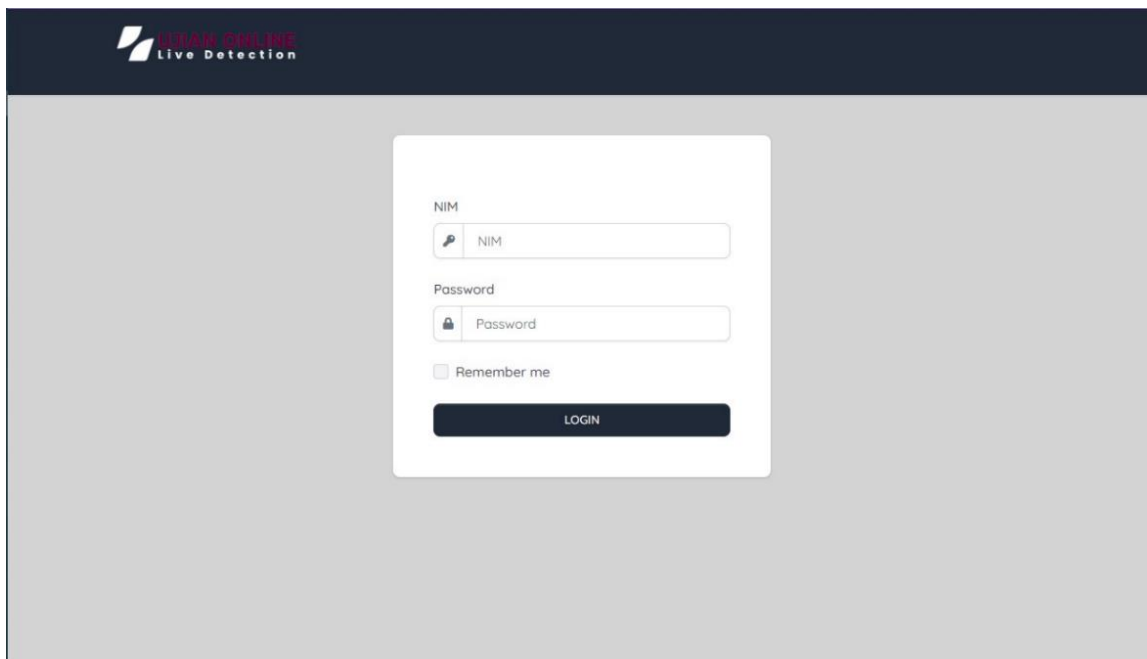 UJIAN ONLINE
Live Detection
NIM
NIM
Password
Password
Remember me
LOGIN